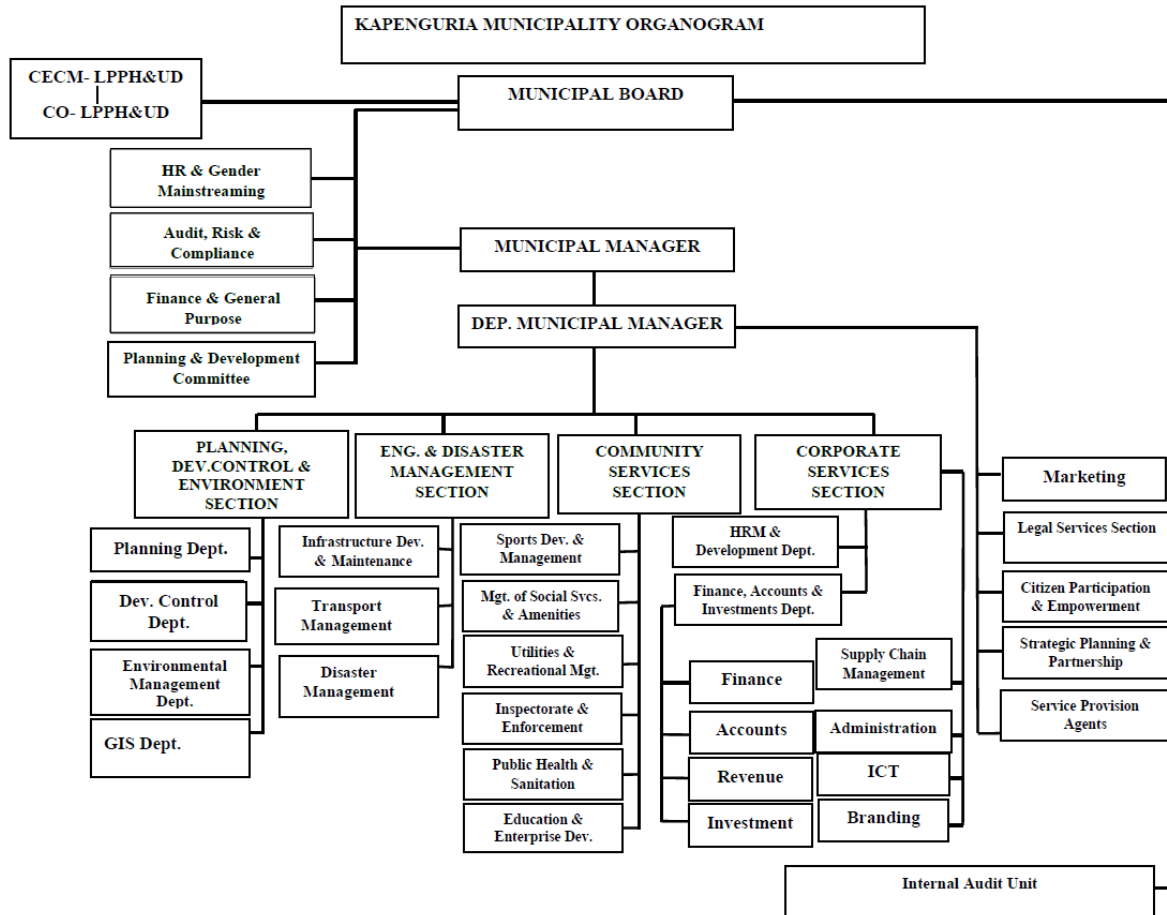 KAPENGURIA MUNICIPALITY ORGANOGRAM
CECM- LPPH&UD
CO- LPPH&UD
MUNICIPAL BOARD
HR & Gender
Mainstreaming
Audit, Risk &
Compliance
Finance & General
Purpose
Planning & Development
Committee
MUNICIPAL MANAGER
DEP. MUNICIPAL MANAGER
PLANNING,
DEV.CONTROL &
ENVIRONMENT
SECTION
ENG. & DISASTER
MANAGEMENT
SECTION
COMMUNITY
SERVICES
SECTION
CORPORATE
SERVICES
SECTION
Planning Dept.
Dev. Control
Dept.
Environmental
Management
Dept.
GIS Dept.
Infrastructure Dev.
& Maintenance
Transport
Management
Disaster
Management
Sports Dev. &
Management
Mgt. of Social Svcs.
& Amenities
Utilities &
Recreational Mgt.
Inspectorate &
Enforcement
Public Health &
Sanitation
Education &
Enterprise Dev.
HRM &
Development Dept.
Finance, Accounts &
Investments Dept.
Finance
Accounts
Revenue
Investment
Supply Chain
Management
Administration
ICT
Branding
Marketing
Legal Services Section
Citizen Participation
& Empowerment
Strategic Planning &
Partnership
Service Provision
Agents
Internal Audit Unit